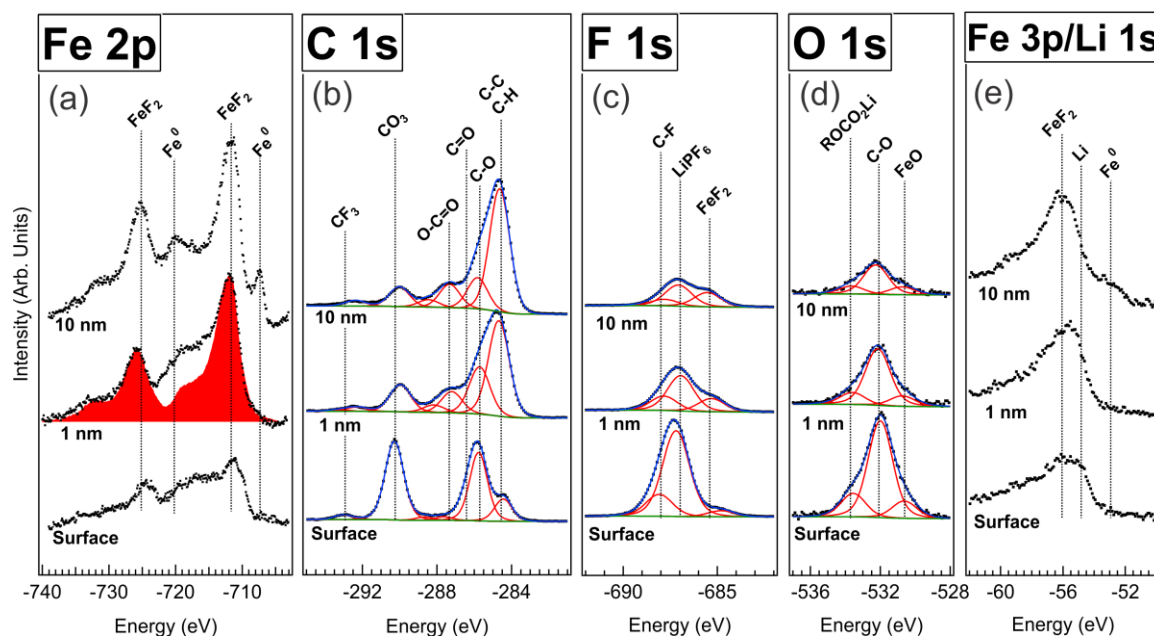 Fe 2p
C 1s
F 1s
O 1s
Fe 3p/Li 1s
(a)
(b)
(c)
(d)
(e)
FeF₂
Fe⁰
FeF₂
Fe⁰
CF₃
CO₃
O-C=O
C=O
C-O
C-C
C-H
C-F
LiPF₆
FeF₂
ROCO₂Li
C-O
FeO
FeF₂
Li
Fe⁰
Intensity (Arb. Units)
10 nm
10 nm
10 nm
10 nm
10 nm
1 nm
1 nm
1 nm
1 nm
1 nm
Surface
Surface
Surface
Surface
Surface
-740 -730 -720 -710
-292 -288 -284
-690 -685
-536 -532 -528
-60 -56 -52
Energy (eV)
Energy (eV)
Energy (eV)
Energy (eV)
Energy (eV)